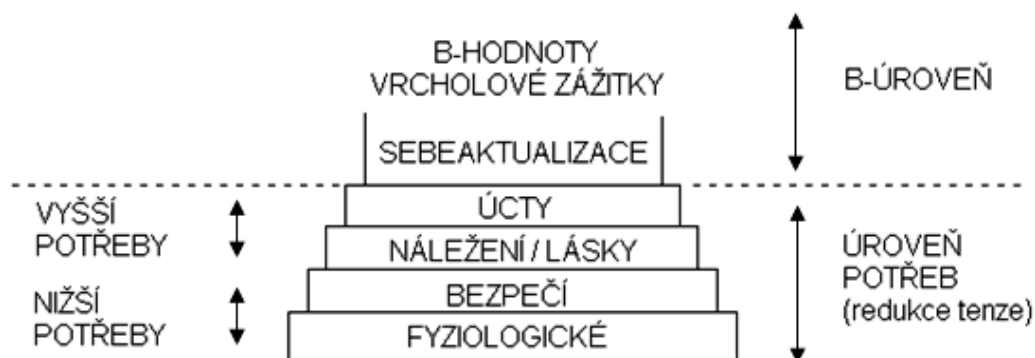 B-HODNOTY
VRCHOLOVÉ ZÁŽITKY
B-ÚROVEŇ
SEBEAKTUALIZACE
VYŠŠÍ
POTŘEBY
ÚCTY
NÁLEŽENÍ / LÁSKY
ÚROVEŇ
POTŘEB
(redukce tenze)
NIŽŠÍ
POTŘEBY
BEZPEČÍ
FYZIOLOGICKÉ